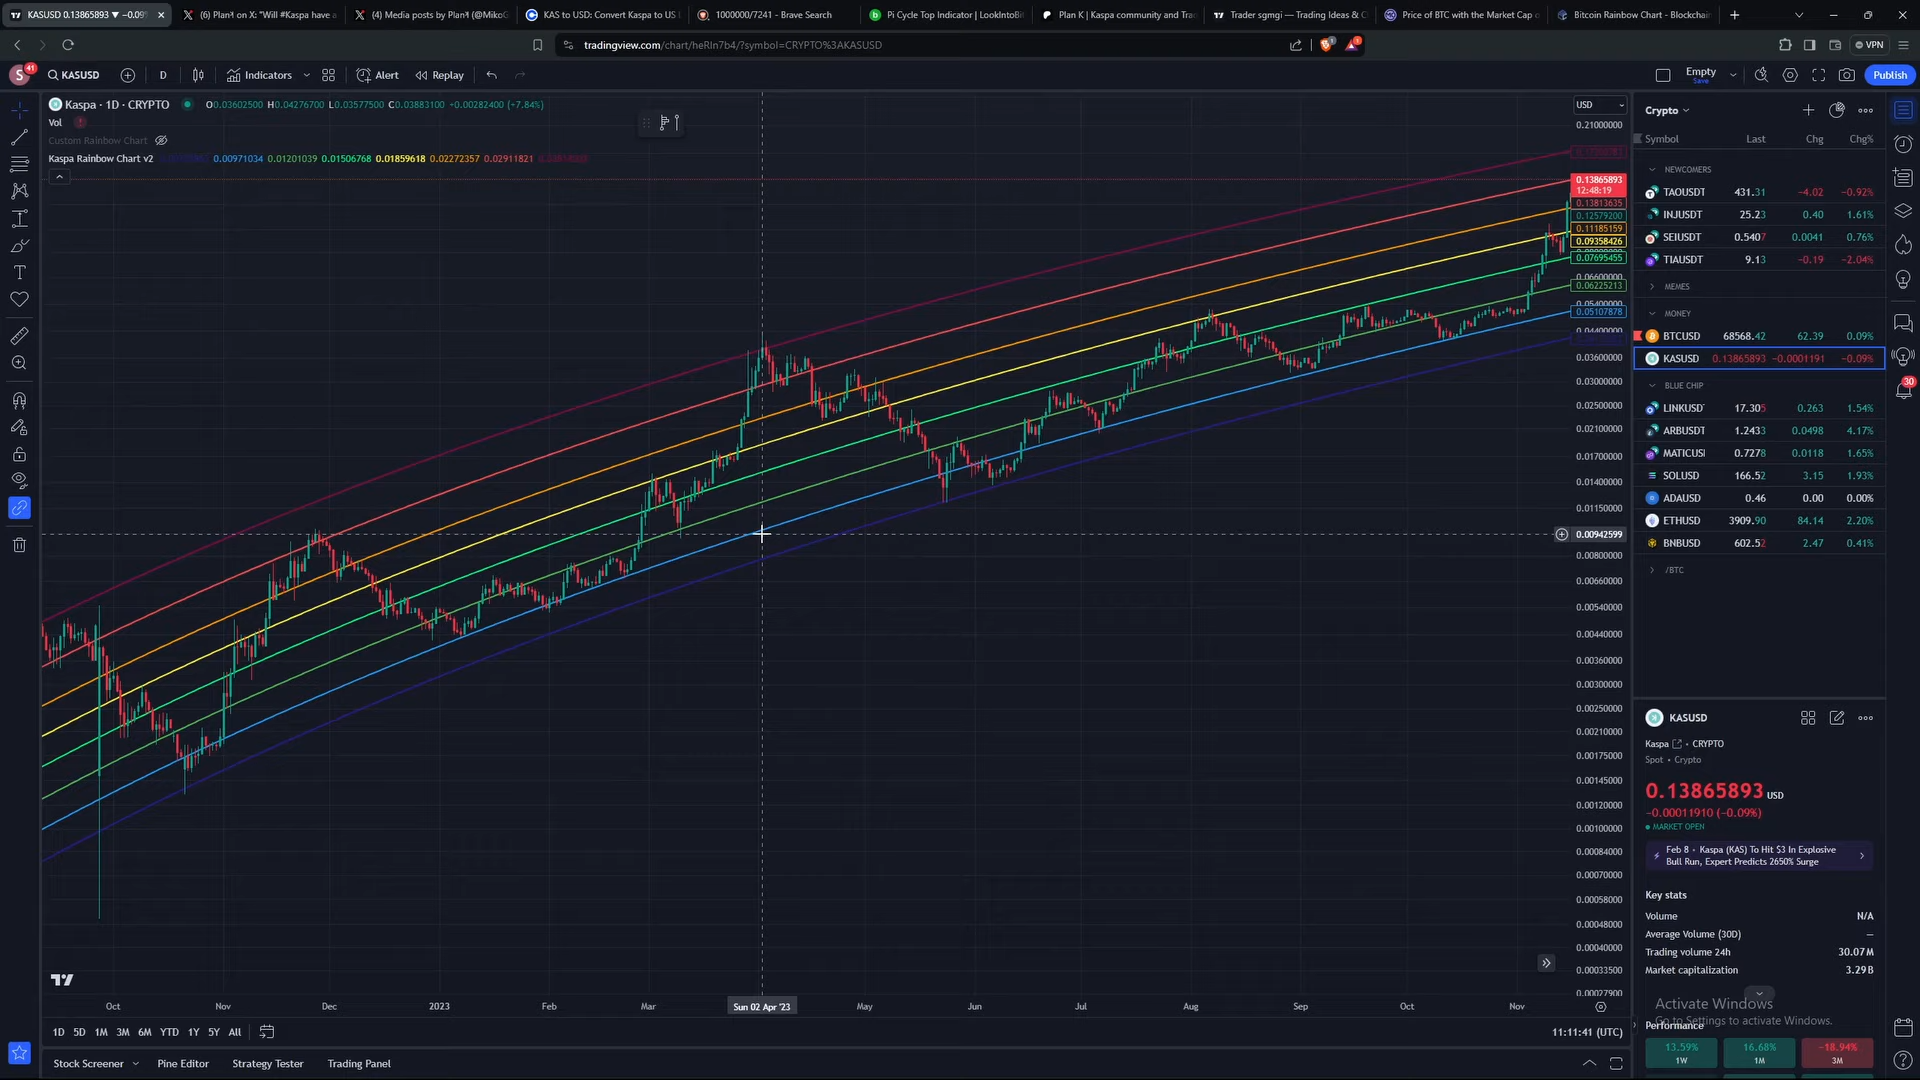 KASUSD 0.13865893 ▼ −0.09
(6) Plan𐤊 on X: "Will #Kaspa have a
(4) Media posts by Plan𐤊 (@MikoG
KAS to USD: Convert Kaspa to US
1000000/7241 - Brave Search
Pi Cycle Top Indicator | LookIntoBi
Plan K | Kaspa community and Tra
Trader sgmgi — Trading Ideas & C
Price of BTC with the Market Cap o
Bitcoin Rainbow Chart - Blockchai
tradingview.com/chart/heRIn7b4/?symbol=CRYPTO%3AKASUSD
VPN
S 41 KASUSD D Indicators Alert Replay Empty Save Publish
Kaspa · 1D · CRYPTO O0.03602500 H0.04276700 L0.03577500 C0.03883100 +0.00282400 (+7.84%)
Vol
Custom Rainbow Chart
Kaspa Rainbow Chart v2 0.00971034 0.01201039 0.01506768 0.01859618 0.02272357 0.02911821
USD
0.21000000
0.13865893
12:48:19
0.13813635
0.12579200
0.11185159
0.09358426
0.07695455
0.06600000
0.06225213
0.05400000
0.05107878
0.04400000
0.03600000
0.03000000
0.02500000
0.02100000
0.01700000
0.01400000
0.01150000
0.00942599
0.00800000
0.00660000
0.00540000
0.00440000
0.00360000
0.00300000
0.00250000
0.00210000
0.00175000
0.00145000
0.00120000
0.00100000
0.00084000
0.00070000
0.00058000
0.00048000
0.00040000
0.00033500
0.00027900
Oct Nov Dec 2023 Feb Mar Sun 02 Apr '23 May Jun Jul Aug Sep Oct Nov
1D 5D 1M 3M 6M YTD 1Y 5Y All
11:11:41 (UTC)
Stock Screener Pine Editor Strategy Tester Trading Panel
Crypto
Symbol Last Chg Chg%
NEWCOMERS
TAOUSDT 431.31 −4.02 −0.92%
INJUSDT 25.23 0.40 1.61%
SEIUSDT 0.5407 0.0041 0.76%
TIAUSDT 9.13 −0.19 −2.04%
MEMES
MONEY
BTCUSD 68568.42 62.39 0.09%
KASUSD 0.13865893 −0.0001191 −0.09%
BLUE CHIP
LINKUSD 17.305 0.263 1.54%
ARBUSDT 1.2433 0.0498 4.17%
MATICUSI 0.7278 0.0118 1.65%
SOLUSD 166.52 3.15 1.93%
ADAUSD 0.46 0.00 0.00%
ETHUSD 3909.90 84.14 2.20%
BNBUSD 602.52 2.47 0.41%
/BTC
30
KASUSD
Kaspa · CRYPTO
Spot · Crypto
0.13865893 USD
−0.00011910 (−0.09%)
MARKET OPEN
Feb 8 · Kaspa (KAS) To Hit $3 In Explosive
Bull Run, Expert Predicts 2650% Surge
Key stats
Volume N/A
Average Volume (30D) —
Trading volume 24h 30.07M
Market capitalization 3.29B
Activate Windows
Go to Settings to activate Windows.
Performance
13.59% 16.68% −18.94%
1W 1M 3M